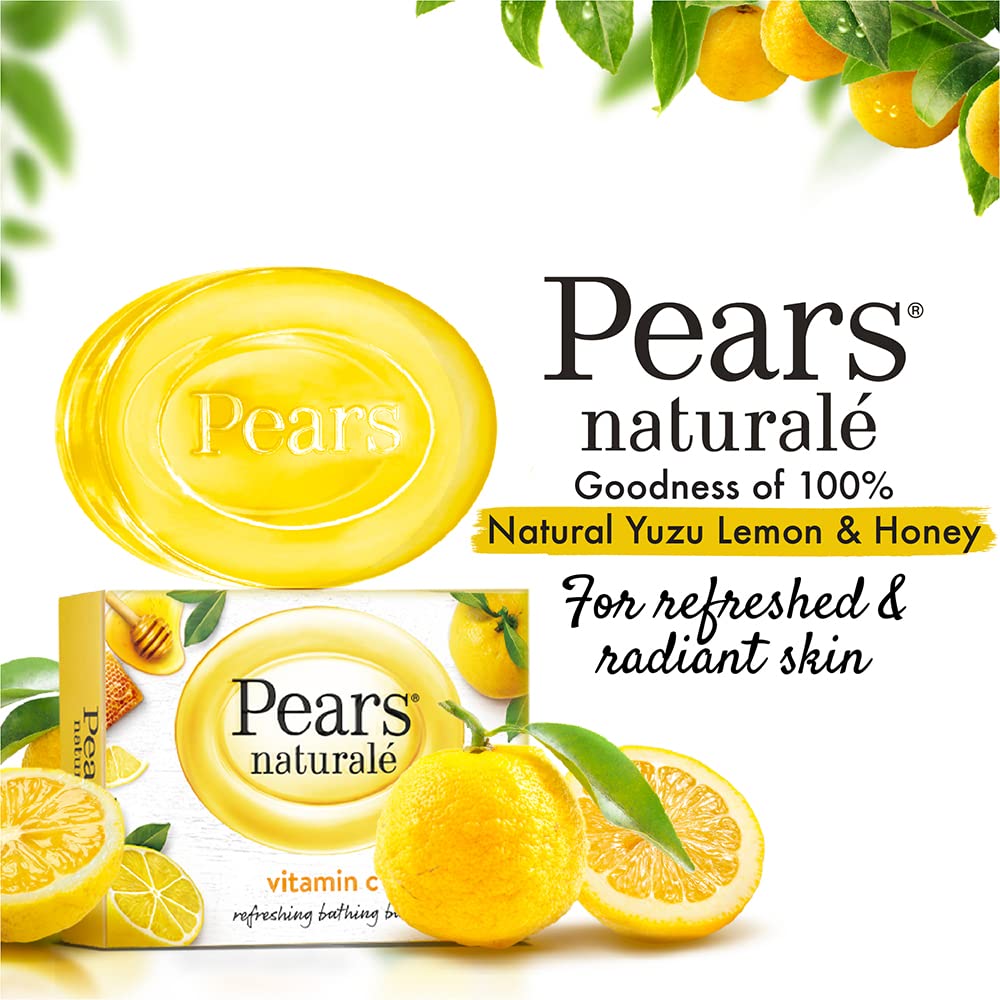 Pears®
naturalé
Goodness of 100%
Natural Yuzu Lemon & Honey
For refreshed &
radiant skin
Pears
Pears®
naturalé
vitamin c
refreshing bathing